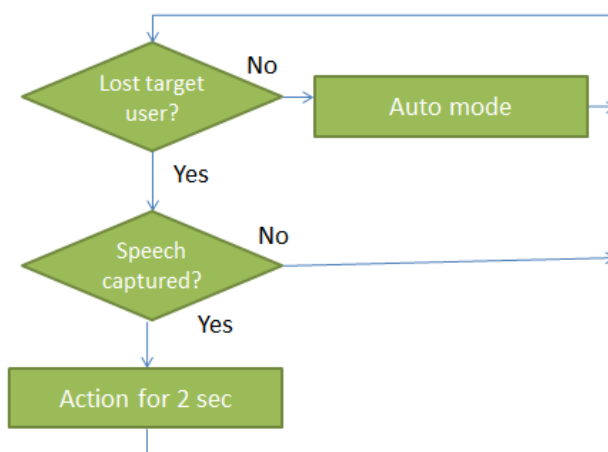 Lost target
user?
No
Auto mode
Yes
Speech
captured?
No
Yes
Action for 2 sec